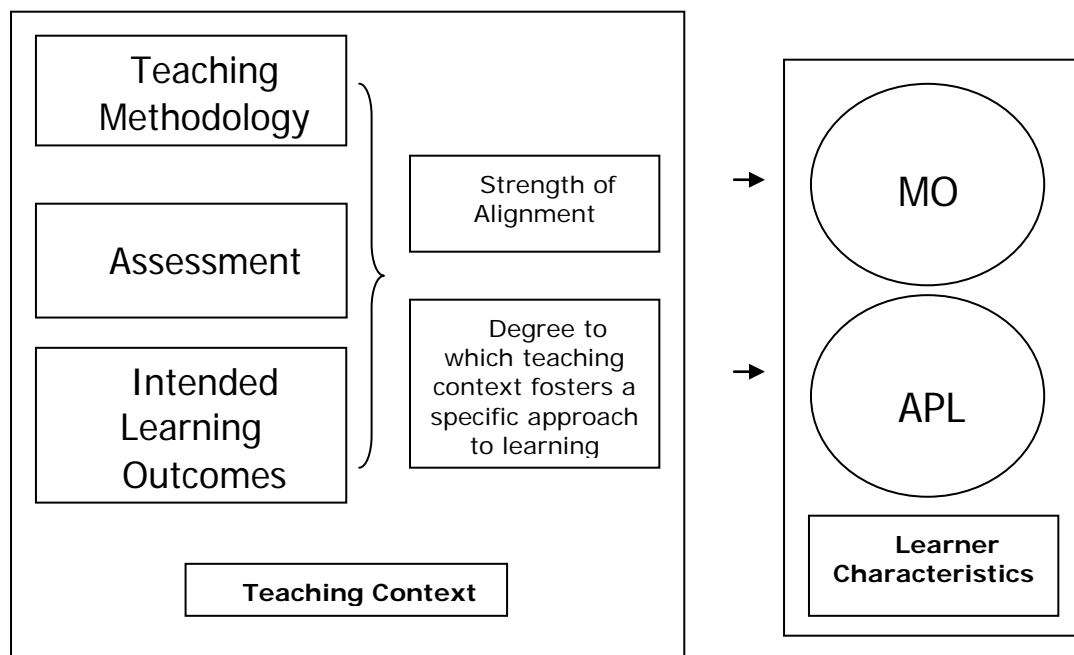 Teaching
Methodology
Assessment
Intended
Learning
Outcomes
Strength of
Alignment
Degree to
which teaching
context fosters a
specific approach
to learning
Teaching Context
MO
APL
Learner
Characteristics